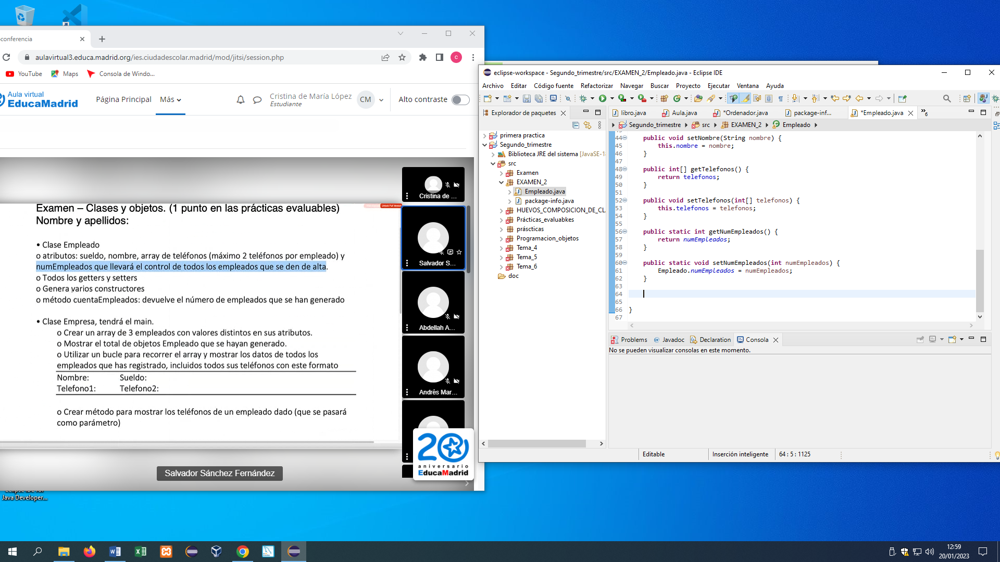 conferencia
aulavirtual3.educa.madrid.org/ies.ciudadescolar.madrid/mod/jitsi/session.php
c
YouTube
Maps
Consola de Windo...
Aula virtual
EducaMadrid
Página Principal
Más
Cristina de María López
Estudiante
CM
Alto contraste
Examen – Clases y objetos. (1 punto en las prácticas evaluables)
Nombre y apellidos:
• Clase Empleado
o atributos: sueldo, nombre, array de teléfonos (máximo 2 teléfonos por empleado) y
numEmpleados que llevará el control de todos los empleados que se den de alta.
o Todos los getters y setters
o Genera varios constructores
o método cuentaEmpleados: devuelve el número de empleados que se han generado
• Clase Empresa, tendrá el main.
o Crear un array de 3 empleados con valores distintos en sus atributos.
o Mostrar el total de objetos Empleado que se hayan generado.
o Utilizar un bucle para recorrer el array y mostrar los datos de todos los
empleados que has registrado, incluidos todos sus teléfonos con este formato
Nombre: Sueldo:
Telefono1: Telefono2:
o Crear método para mostrar los teléfonos de un empleado dado (que se pasará
como parámetro)
Unlock Full Version
Cristina de ...
Salvador S...
Abdellah A...
Andrés Mar...
20
aniversario
EducaMadrid
Salvador Sánchez Fernández
Java Developer...
eclipse-workspace - Segundo_trimestre/src/EXAMEN_2/Empleado.java - Eclipse IDE
Archivo Editar Código fuente Refactorizar Navegar Buscar Proyecto Ejecutar Ventana Ayuda
Explorador de paquetes
primera practica
Segundo_trimestre
Biblioteca JRE del sistema [JavaSE-1
src
Examen
EXAMEN_2
Empleado.java
package-info.java
HUEVOS_COMPOSICION_DE_CL
Prácticas_evaluabkes
práscticas
Programacion_objetos
Tema_4
Tema_5
Tema_6
doc
libro.java
Aula.java
*Ordenador.java
package-inf...
*Empleado.java
»6
Segundo_trimestre
src
EXAMEN_2
Empleado
44 public void setNombre(String nombre) {
45 this.nombre = nombre;
46 }
47
48 public int[] getTelefonos() {
49 return telefonos;
50 }
51
52 public void setTelefonos(int[] telefonos) {
53 this.telefonos = telefonos;
54 }
55
56 public static int getNumEmpleados() {
57 return numEmpleados;
58 }
59
60 public static void setNumEmpleados(int numEmpleados) {
61 Empleado.numEmpleados = numEmpleados;
62 }
63
64
65
66 }
67
Problems
Javadoc
Declaration
Consola
No se pueden visualizar consolas en este momento.
Editable
Inserción inteligente
64 : 5 : 1125
12:59
20/01/2023